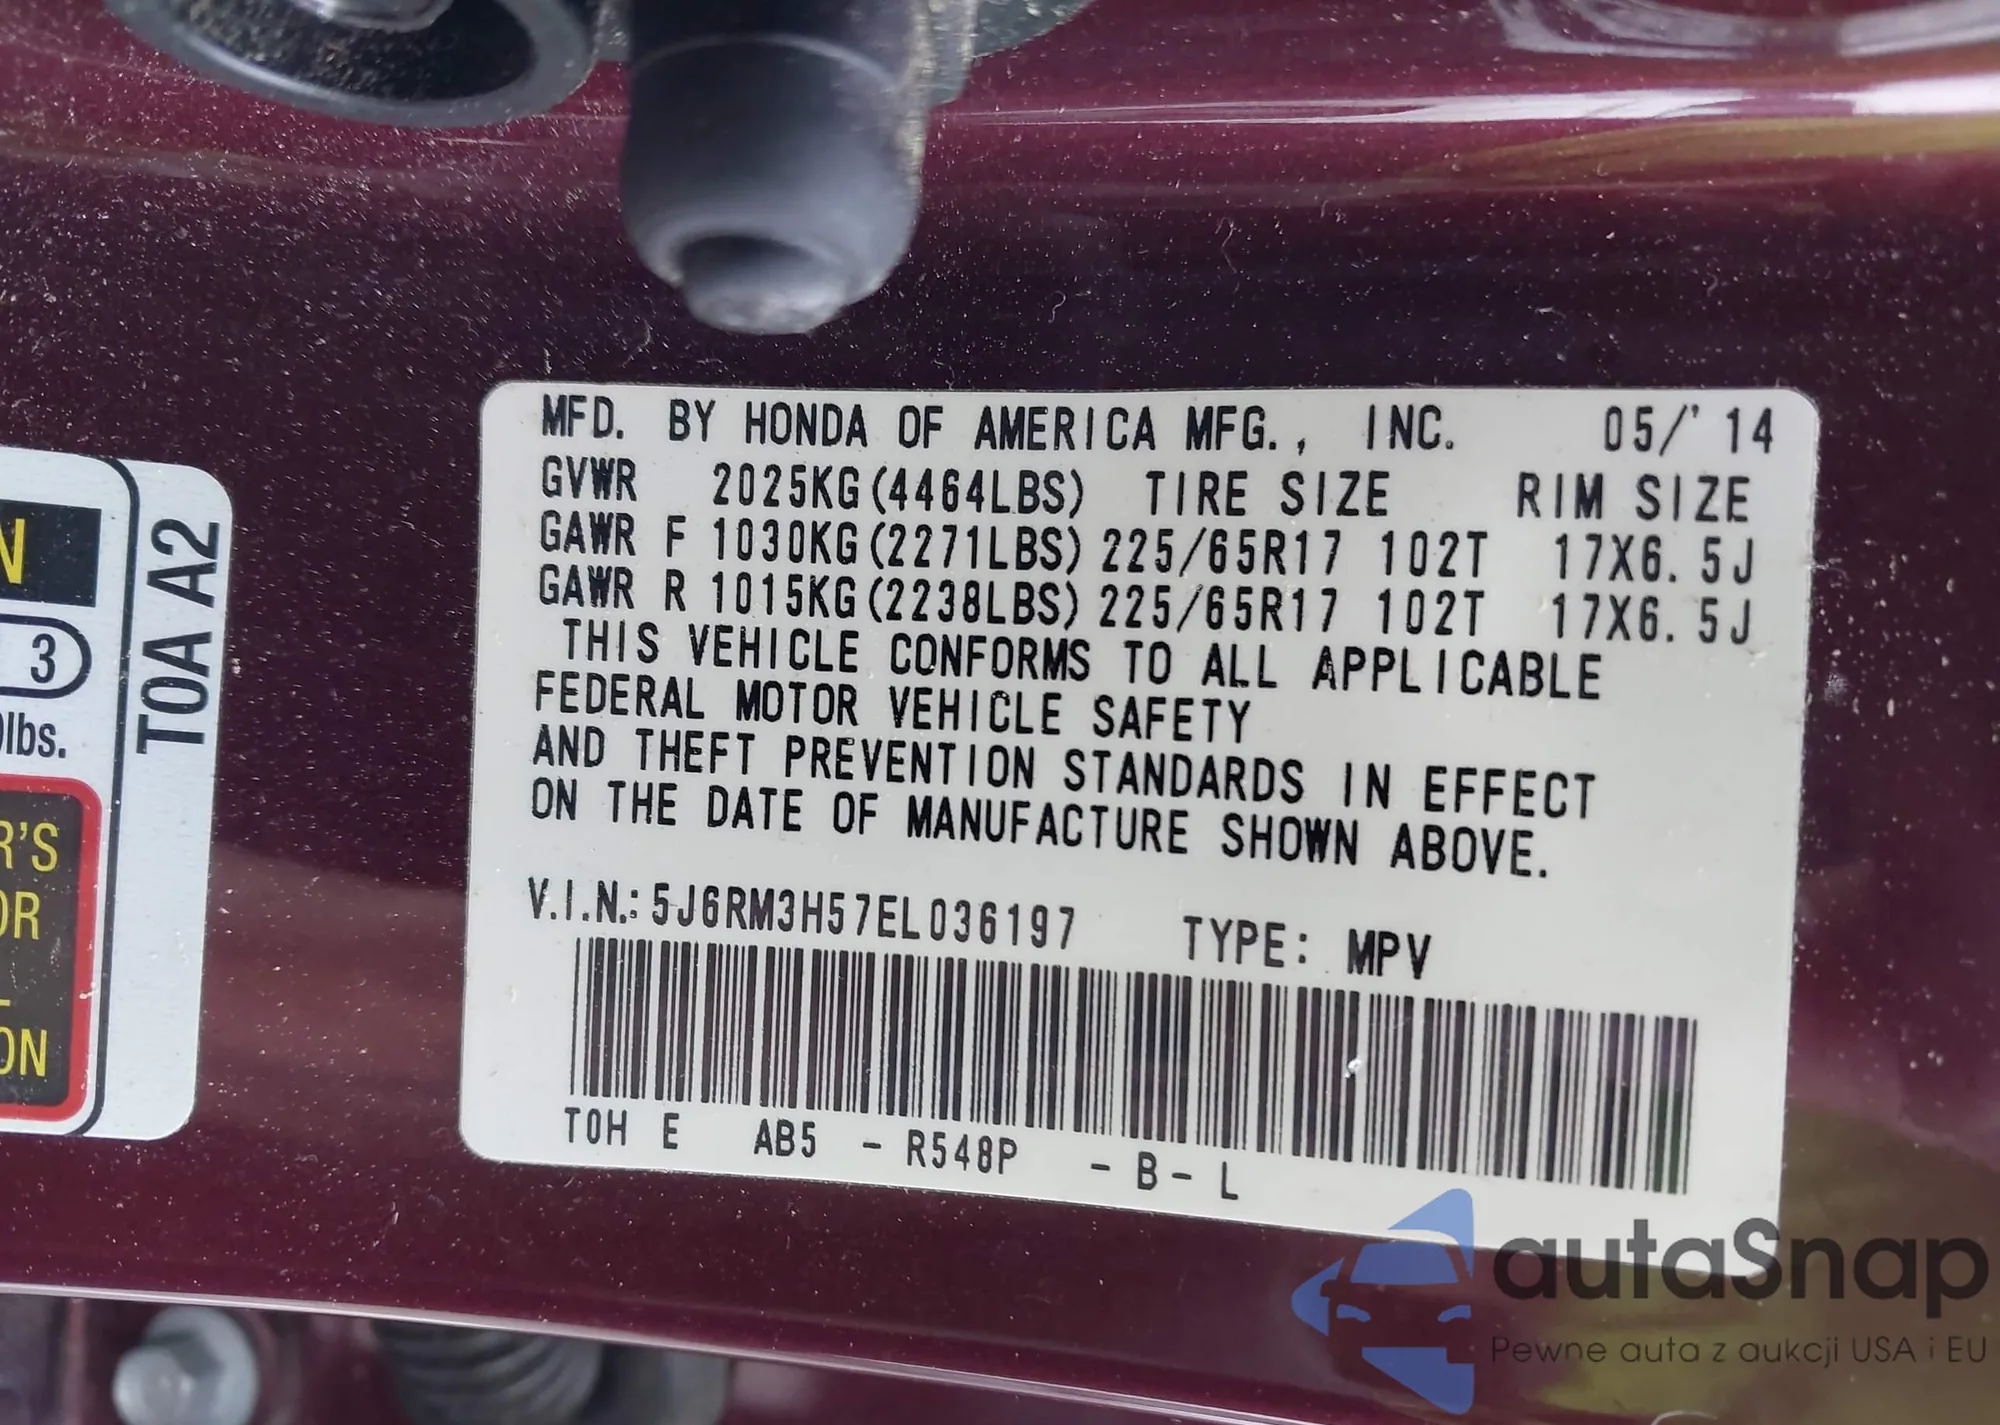 MFD. BY HONDA OF AMERICA MFG., INC. 05/'14
GVWR 2025KG(4464LBS) TIRE SIZE RIM SIZE
GAWR F 1030KG(2271LBS) 225/65R17 102T 17X6.5J
GAWR R 1015KG(2238LBS) 225/65R17 102T 17X6.5J
THIS VEHICLE CONFORMS TO ALL APPLICABLE
FEDERAL MOTOR VEHICLE SAFETY
AND THEFT PREVENTION STANDARDS IN EFFECT
ON THE DATE OF MANUFACTURE SHOWN ABOVE.
V.I.N.: 5J6RM3H57EL036197 TYPE: MPV
T0H E AB5 - R548P - B - L
N
3
lbs.
R'S
OR
L
ON
T0A A2
autaSnap
Pewne auta z aukcji USA i EU